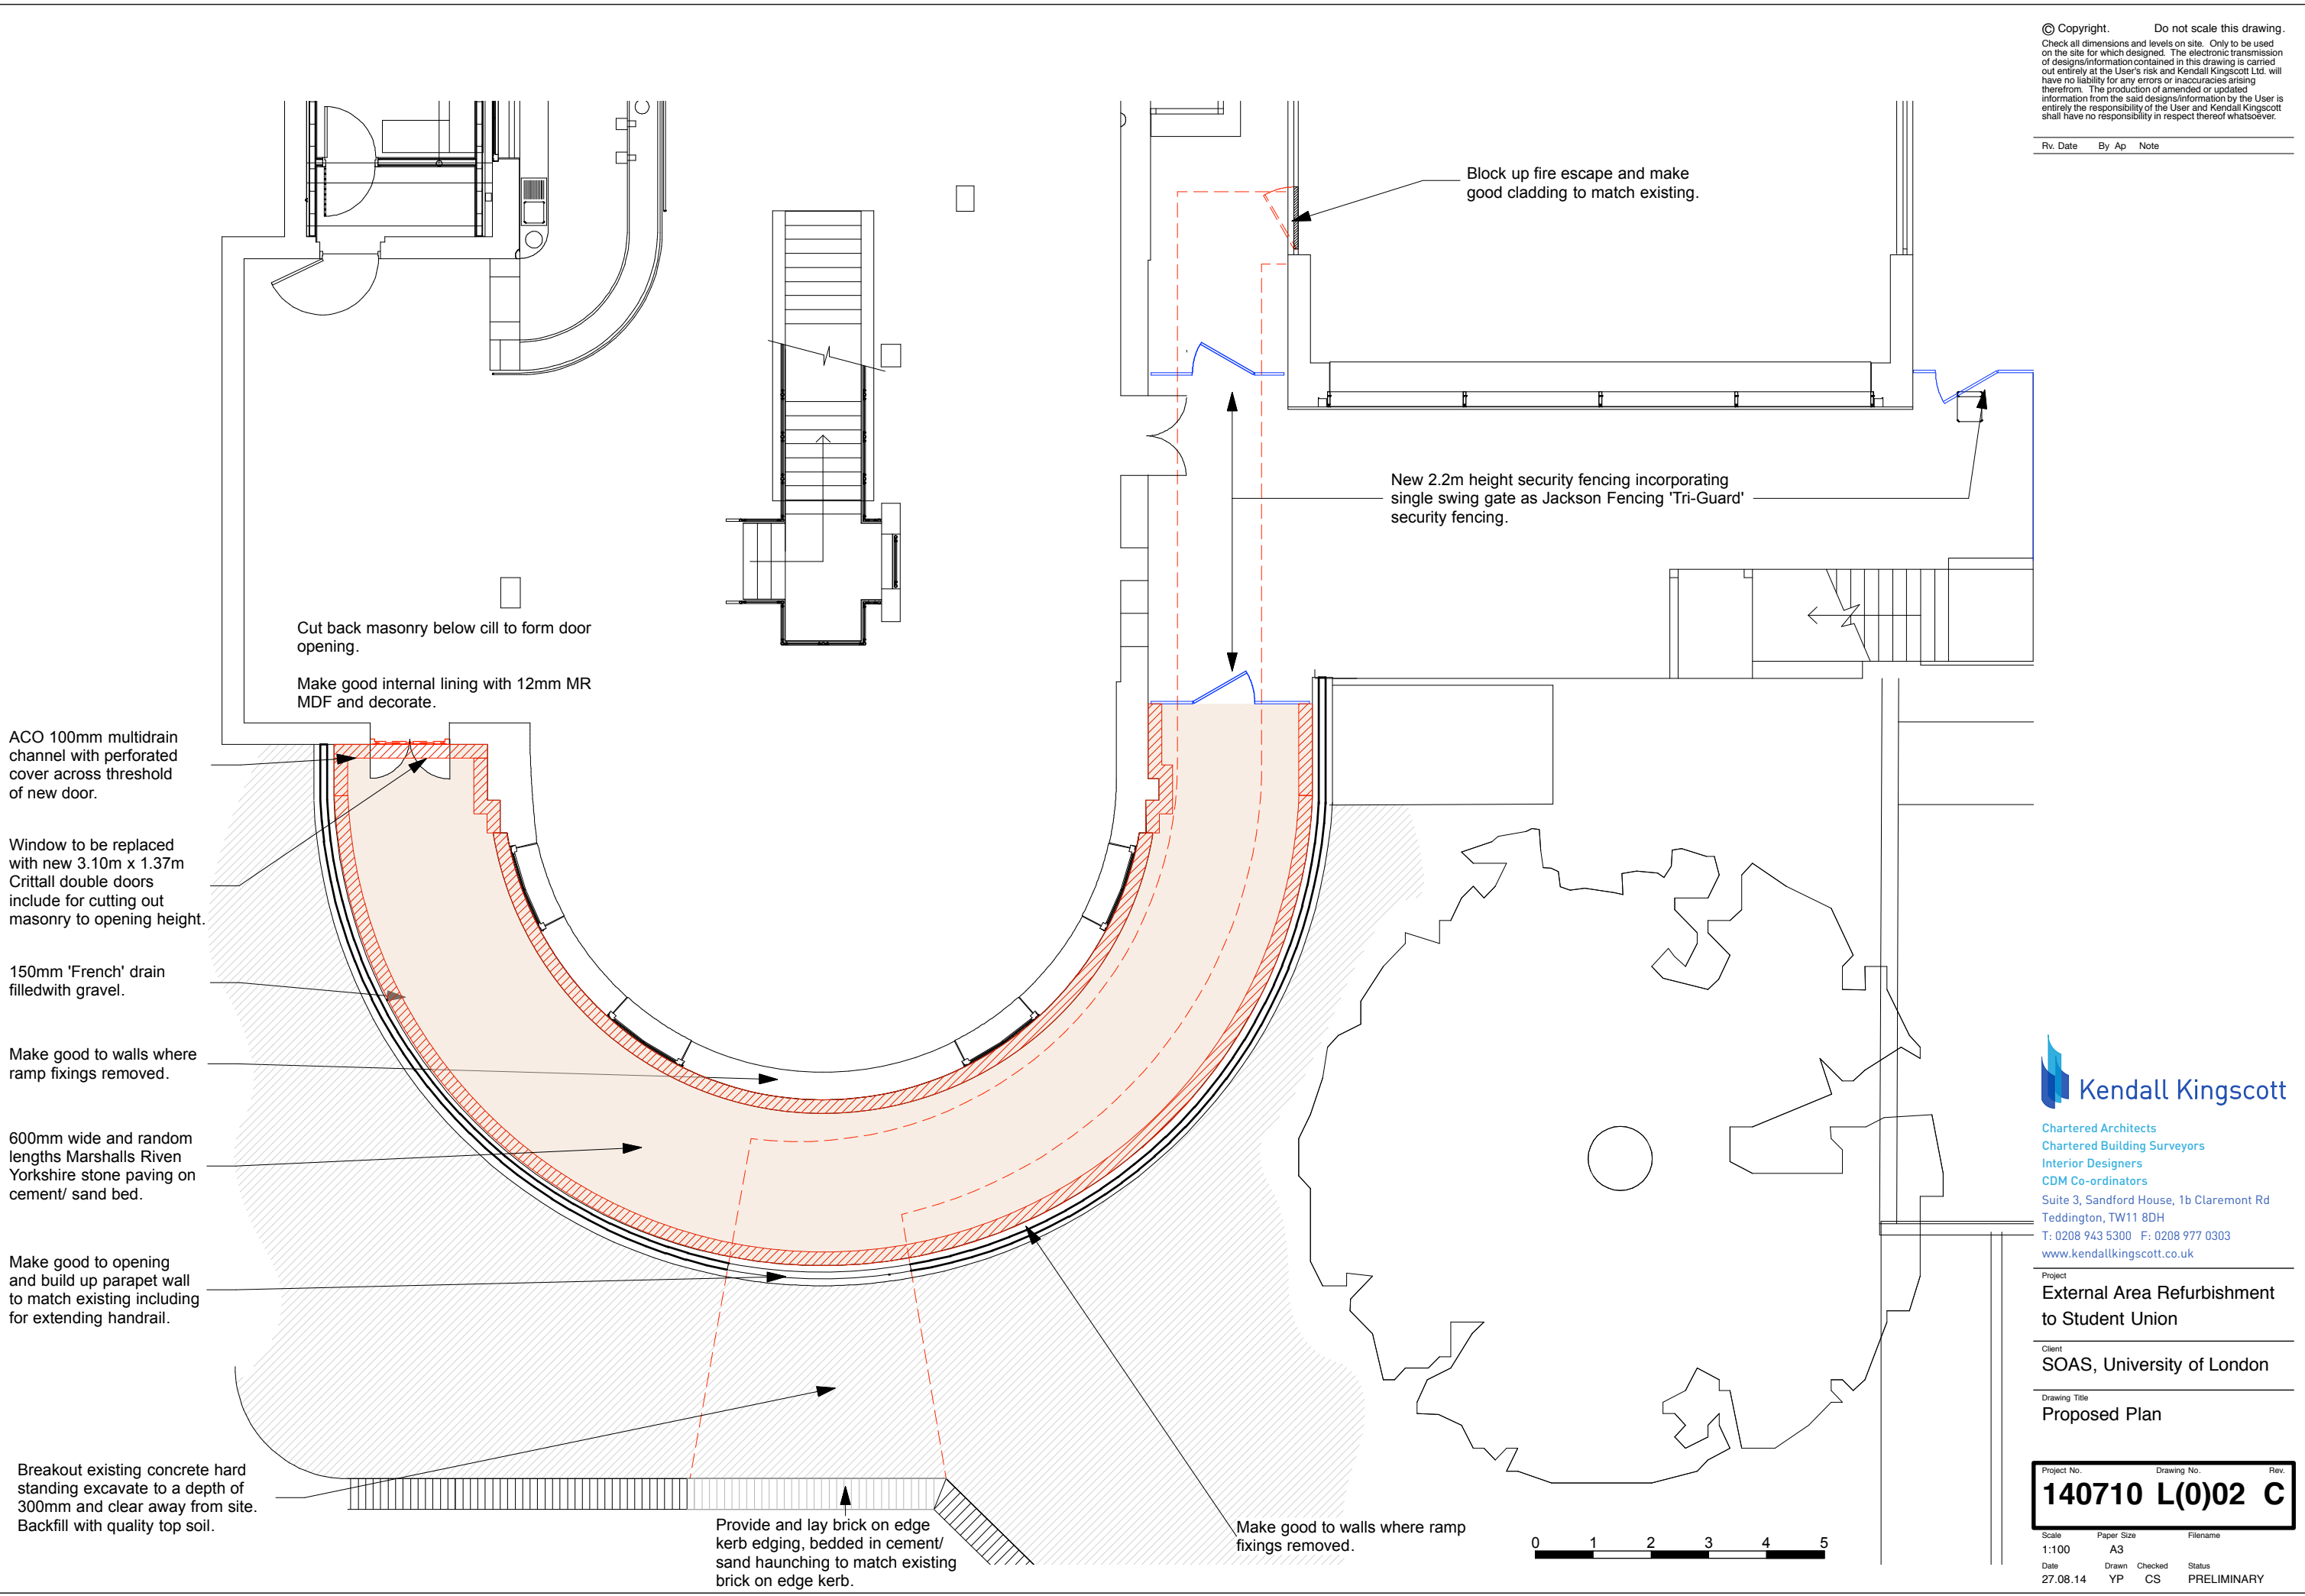 © Copyright. Do not scale this drawing.
Check all dimensions and levels on site. Only to be used
on the site for which designed. The electronic transmission
of designs/information contained in this drawing is carried
out entirely at the User's risk and Kendall Kingscott Ltd. will
have no liability for any errors or inaccuracies arising
therefrom. The production of amended or updated
information from the said designs/information by the User is
entirely the responsibility of the User and Kendall Kingscott
shall have no responsibility in respect thereof whatsoever.
Rv. Date By Ap Note
Block up fire escape and make
good cladding to match existing.
New 2.2m height security fencing incorporating
single swing gate as Jackson Fencing 'Tri-Guard'
security fencing.
Cut back masonry below cill to form door
opening.
Make good internal lining with 12mm MR
MDF and decorate.
ACO 100mm multidrain
channel with perforated
cover across threshold
of new door.
Window to be replaced
with new 3.10m x 1.37m
Crittall double doors
include for cutting out
masonry to opening height.
150mm 'French' drain
filledwith gravel.
Make good to walls where
ramp fixings removed.
600mm wide and random
lengths Marshalls Riven
Yorkshire stone paving on
cement/ sand bed.
Make good to opening
and build up parapet wall
to match existing including
for extending handrail.
Breakout existing concrete hard
standing excavate to a depth of
300mm and clear away from site.
Backfill with quality top soil.
Provide and lay brick on edge
kerb edging, bedded in cement/
sand haunching to match existing
brick on edge kerb.
Make good to walls where ramp
fixings removed.
0 1 2 3 4 5
Kendall Kingscott
Chartered Architects
Chartered Building Surveyors
Interior Designers
CDM Co-ordinators
Suite 3, Sandford House, 1b Claremont Rd
Teddington, TW11 8DH
T: 0208 943 5300 F: 0208 977 0303
www.kendallkingscott.co.uk
Project
External Area Refurbishment
to Student Union
Client
SOAS, University of London
Drawing Title
Proposed Plan
Project No. Drawing No. Rev.
140710 L(0)02 C
Scale Paper Size Filename
1:100 A3
Date Drawn Checked Status
27.08.14 YP CS PRELIMINARY